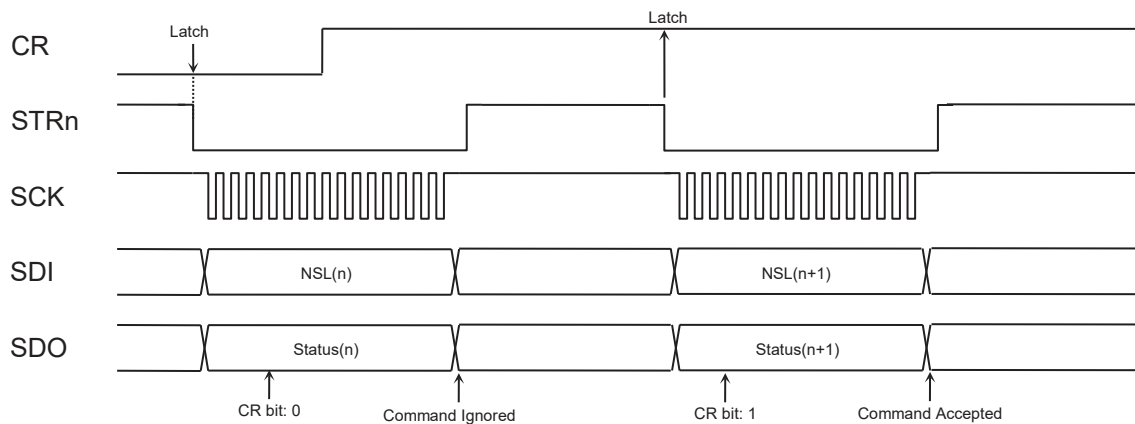 Latch
Latch
CR
STRn
SCK
SDI
NSL(n)
NSL(n+1)
SDO
Status(n)
Status(n+1)
CR bit: 0
Command Ignored
CR bit: 1
Command Accepted